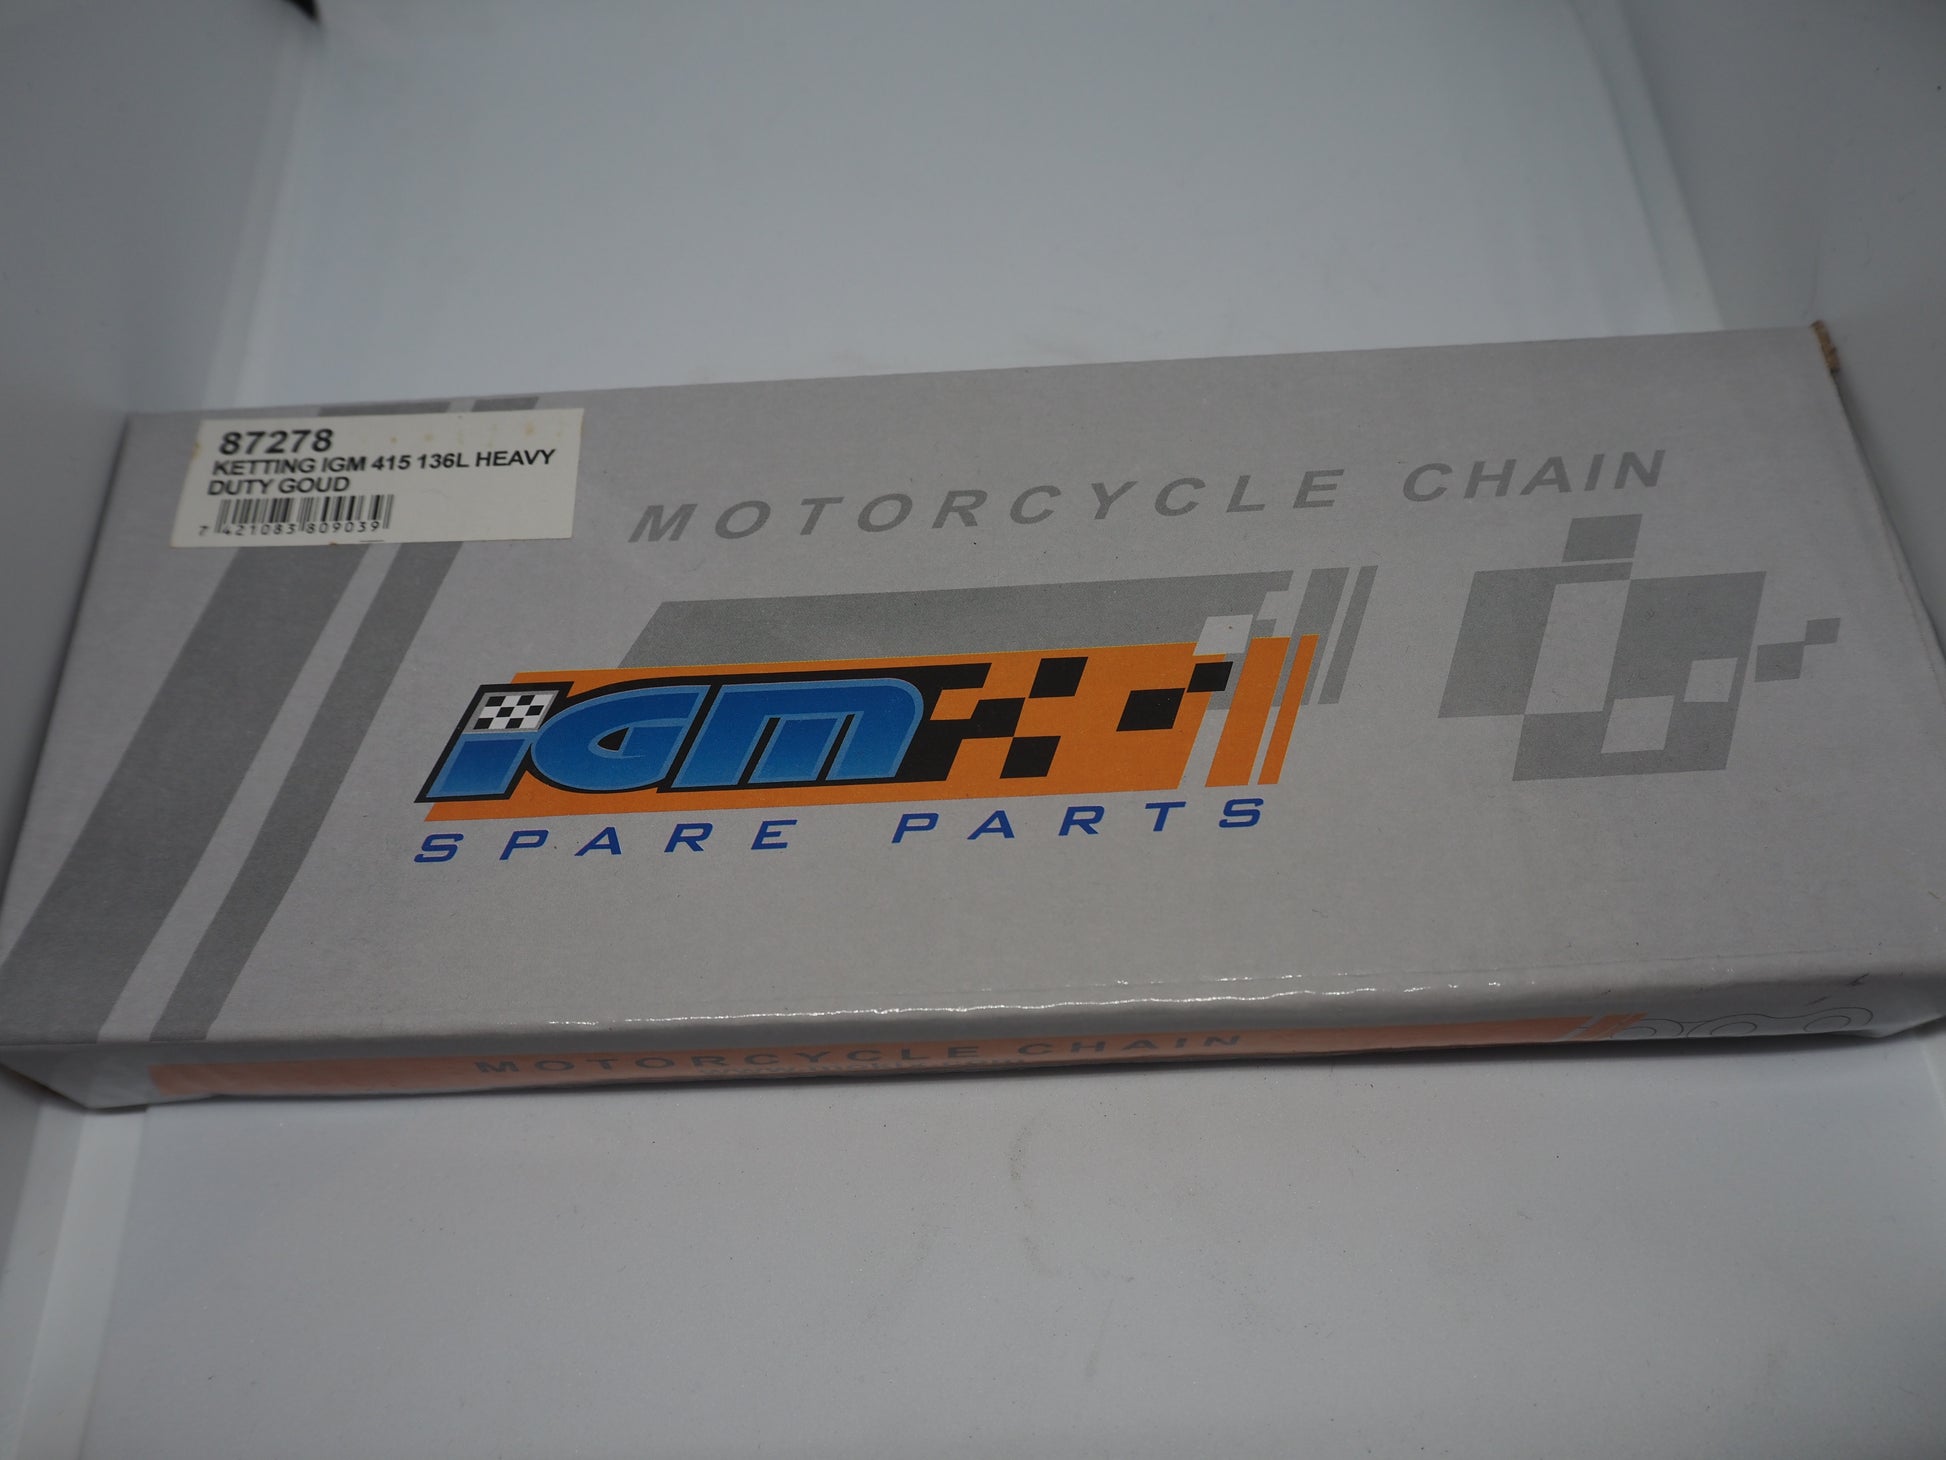 87278
KETTING IGM 415 136L HEAVY
DUTY GOUD
7 421083 809039
MOTORCYCLE CHAIN
iGM
SPARE PARTS
MOTORCYCLE CHAIN